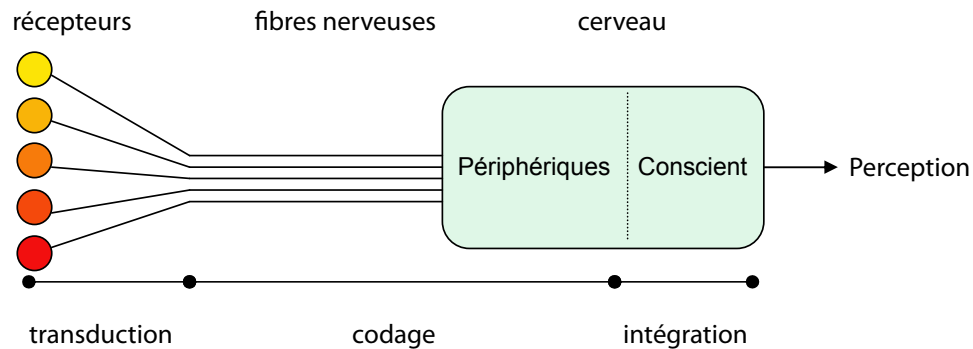 récepteurs fibres nerveuses cerveau
Périphériques Conscient Perception
transduction codage intégration